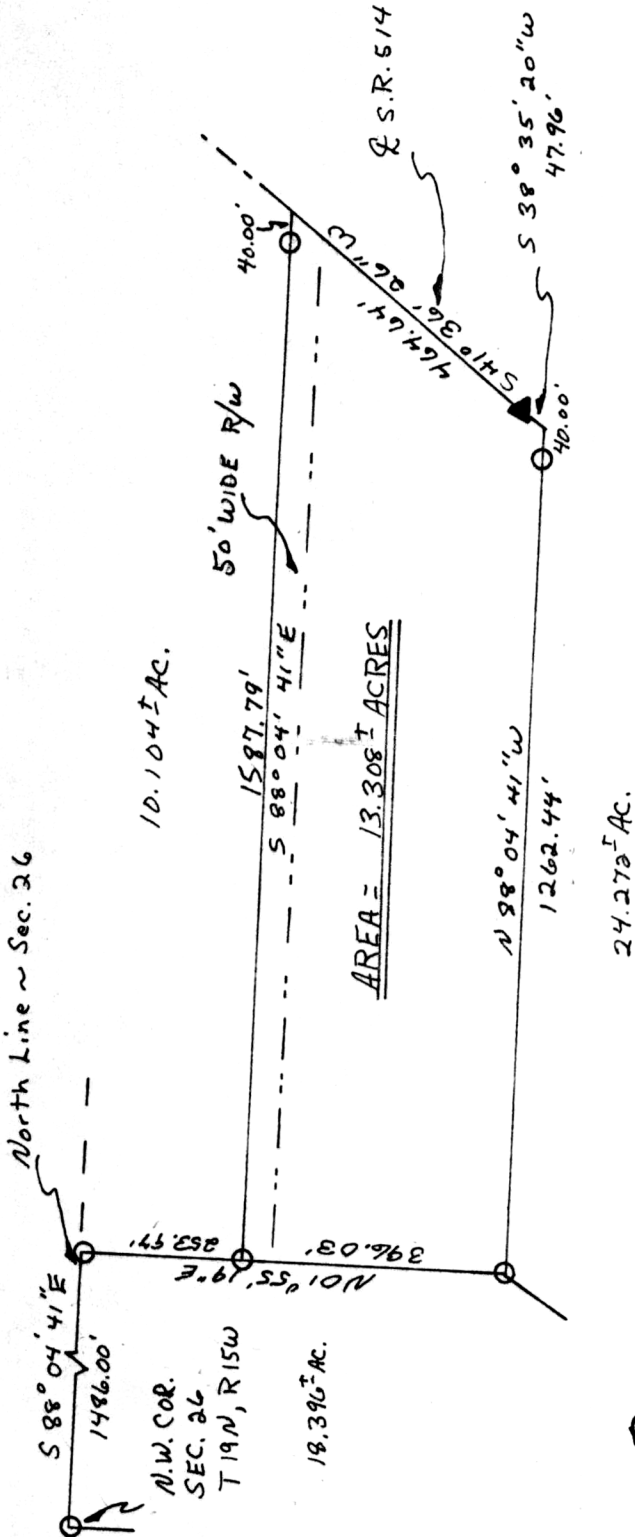 North Line ~ Sec. 26
S 88° 04' 41" E
1486.00'
N.W. COR.
SEC. 26
T 19N, R 15W
18.396± AC.
N 01° 55' 19" E
396.03'
10.104± AC.
1587.79'
S 88° 04' 41" E
50' WIDE R/W
40.00'
AREA = 13.308± ACRES
S 41° 36' 26" W
464.64'
℄ S.R. 514
S 38° 35' 20" W
47.96'
40.00'
N 88° 04' 41" W
1262.44'
24.272± AC.